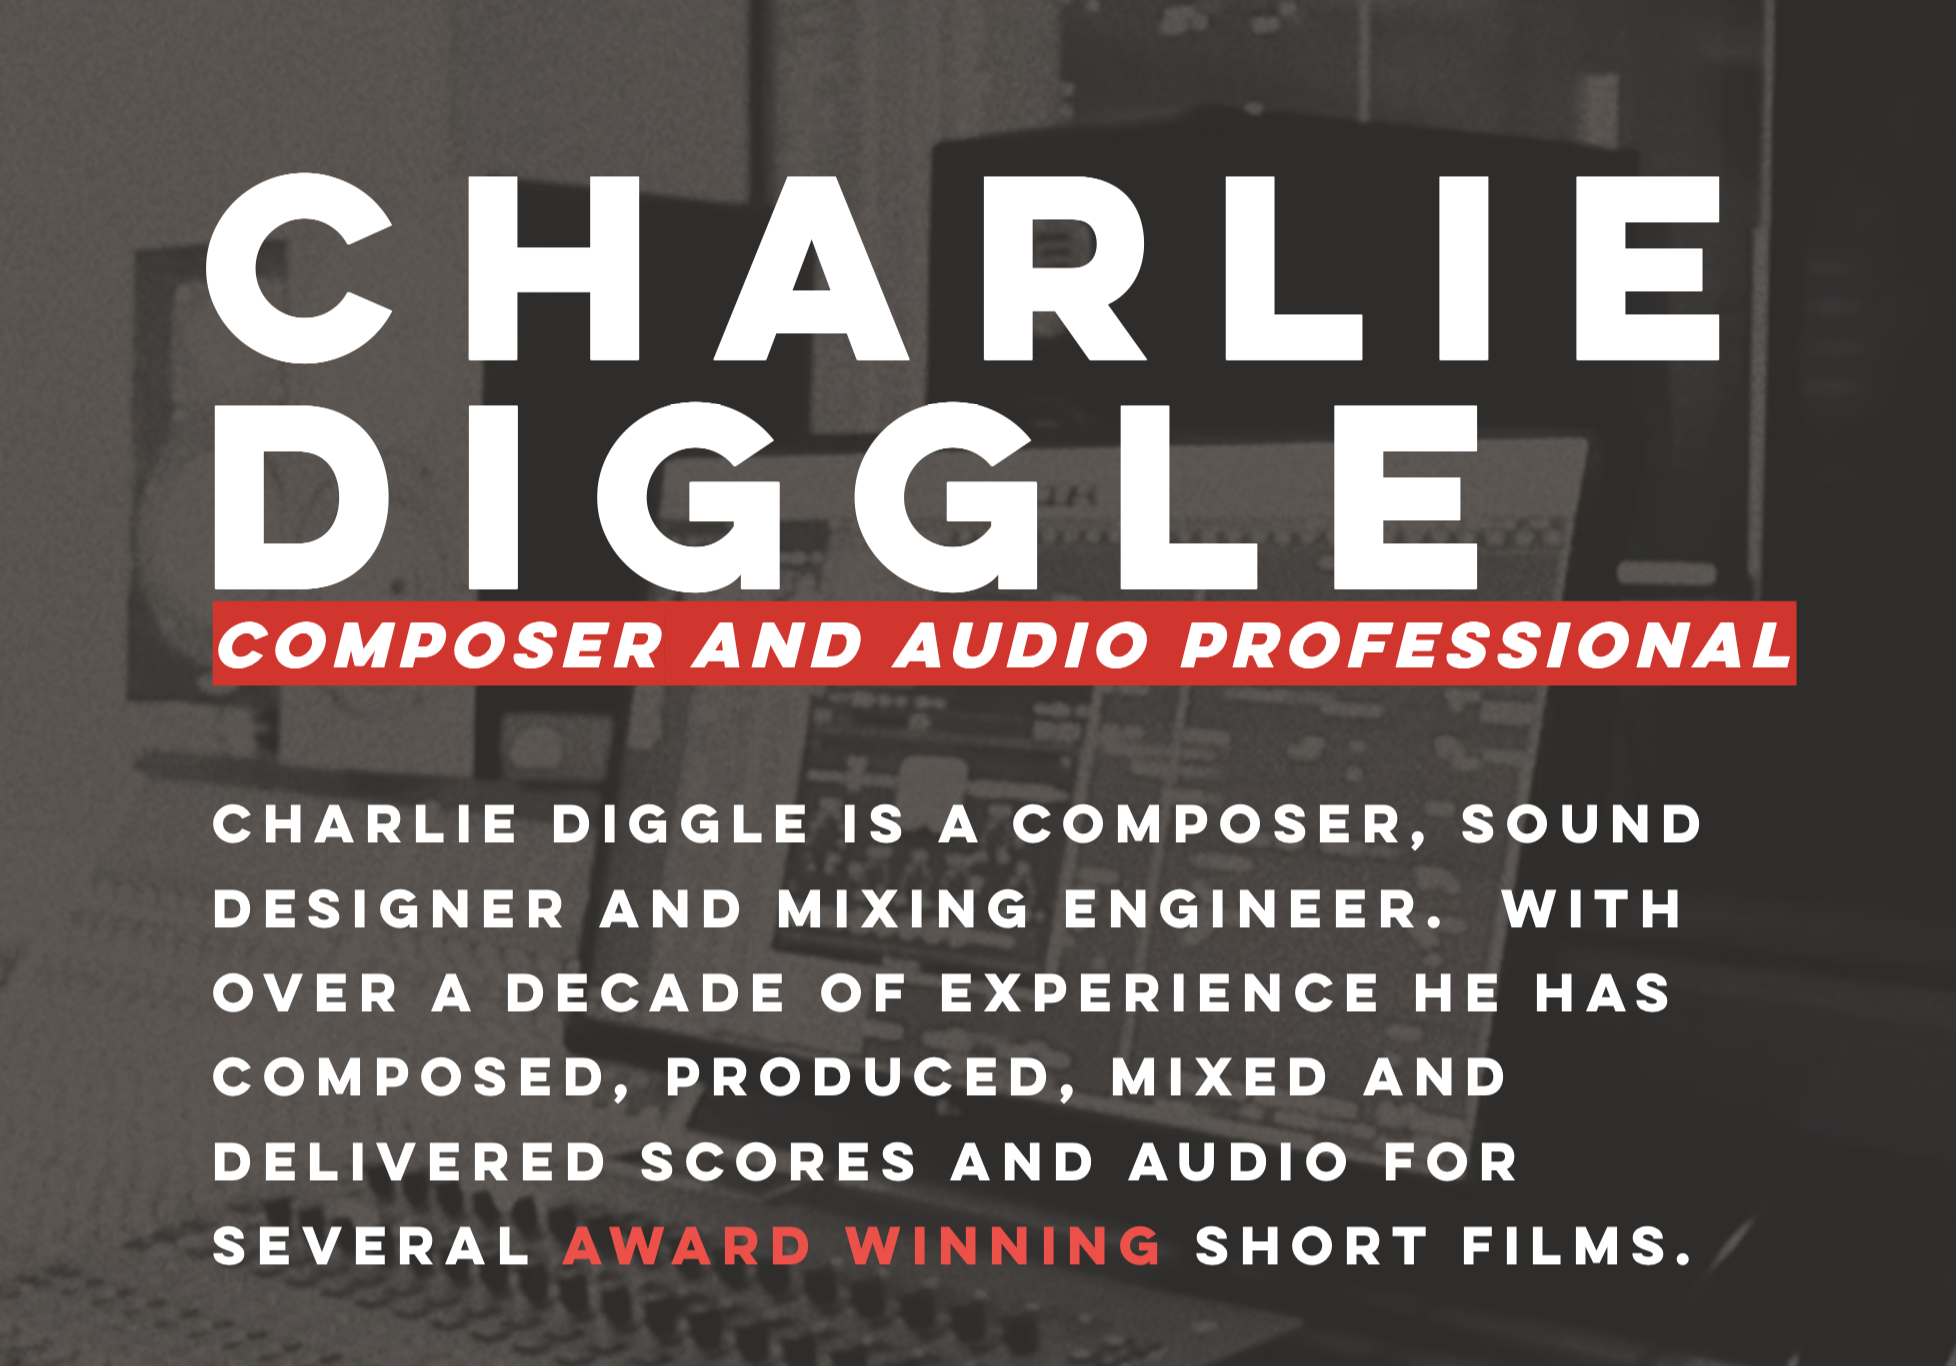 CHARLIE
DIGGLE
COMPOSER AND AUDIO PROFESSIONAL
CHARLIE DIGGLE IS A COMPOSER, SOUND
DESIGNER AND MIXING ENGINEER.  WITH
OVER A DECADE OF EXPERIENCE HE HAS
COMPOSED, PRODUCED, MIXED AND
DELIVERED SCORES AND AUDIO FOR
SEVERAL AWARD WINNING SHORT FILMS.